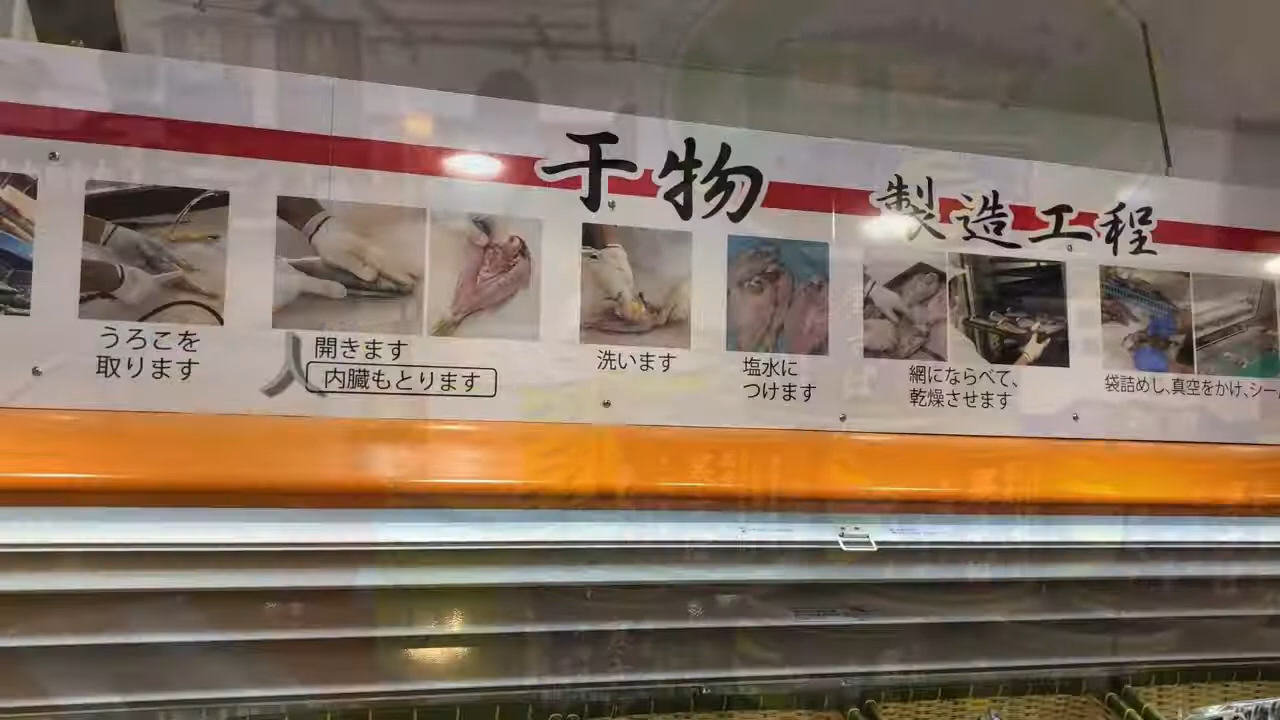 干物 製造工程
うろこを
取ります
開きます
内臓もとります
洗います
塩水に
つけます
網にならべて、
乾燥させます
袋詰めし、真空をかけ、シー